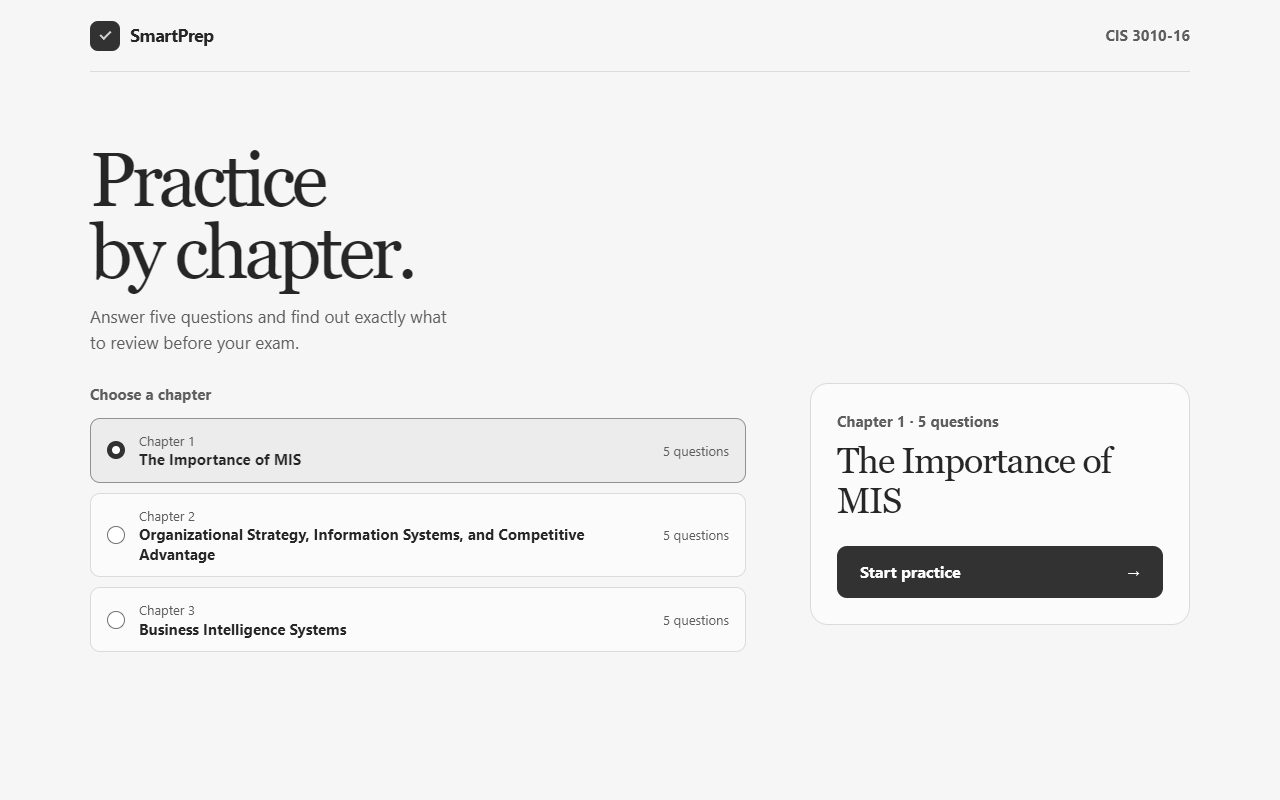 SmartPrep
CIS 3010-16
Practice
by chapter.
Answer five questions and find out exactly what
to review before your exam.
Choose a chapter
Chapter 1
The Importance of MIS
5 questions
Chapter 2
Organizational Strategy, Information Systems, and Competitive
Advantage
5 questions
Chapter 3
Business Intelligence Systems
5 questions
Chapter 1 · 5 questions
The Importance of
MIS
Start practice →